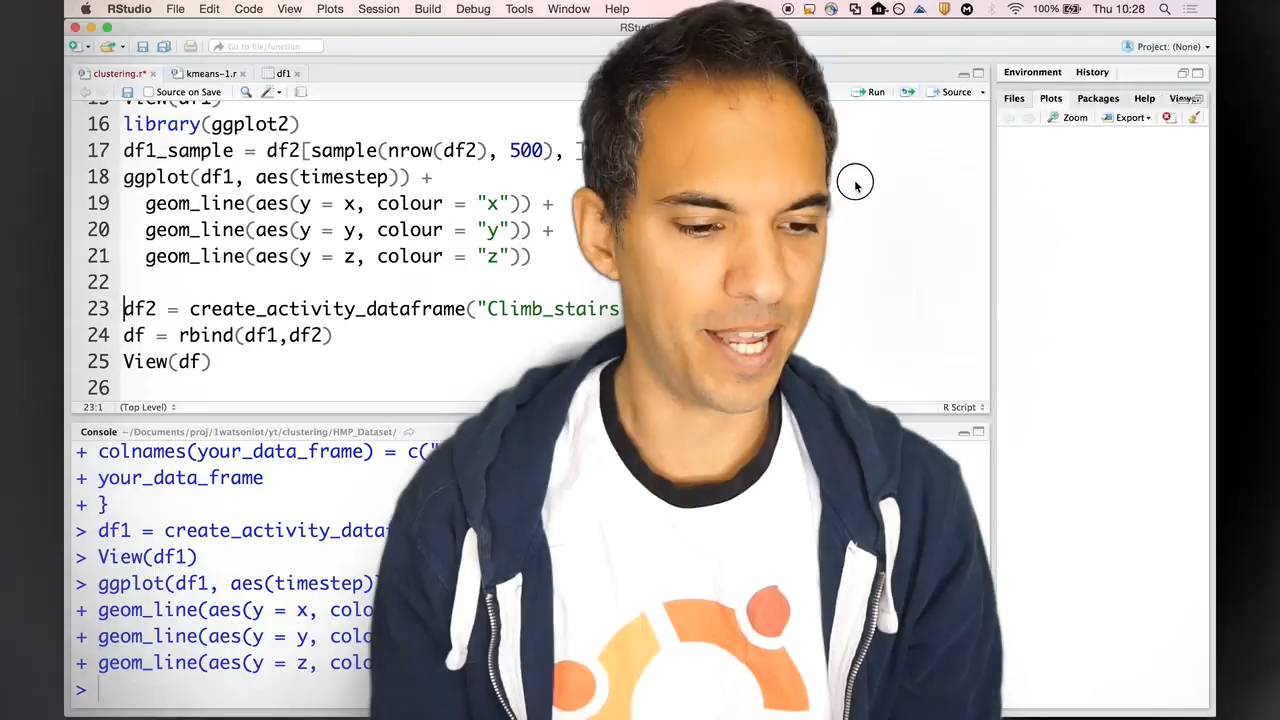 RStudio File Edit Code View Plots Session Build Debug Tools Window Help 100% Thu 10:28
Go to file/function Project: (None)
clustering.r* kmeans-1.r df1
Source on Save Run Source
16 library(ggplot2)
17 df1_sample = df2[sample(nrow(df2), 500), ]
18 ggplot(df1, aes(timestep)) +
19 geom_line(aes(y = x, colour = "x")) +
20 geom_line(aes(y = y, colour = "y")) +
21 geom_line(aes(y = z, colour = "z"))
22
23 df2 = create_activity_dataframe("Climb_stairs
24 df = rbind(df1,df2)
25 View(df)
26
23:1 (Top Level) R Script
Console ~/Documents/proj/1watsoniot/yt/clustering/HMP_Dataset/
+ colnames(your_data_frame) = c("
+ your_data_frame
+ }
> df1 = create_activity_data
> View(df1)
> ggplot(df1, aes(timestep)
+ geom_line(aes(y = x, colo
+ geom_line(aes(y = y, colo
+ geom_line(aes(y = z, colo
>
Environment History
Files Plots Packages Help
Zoom Export